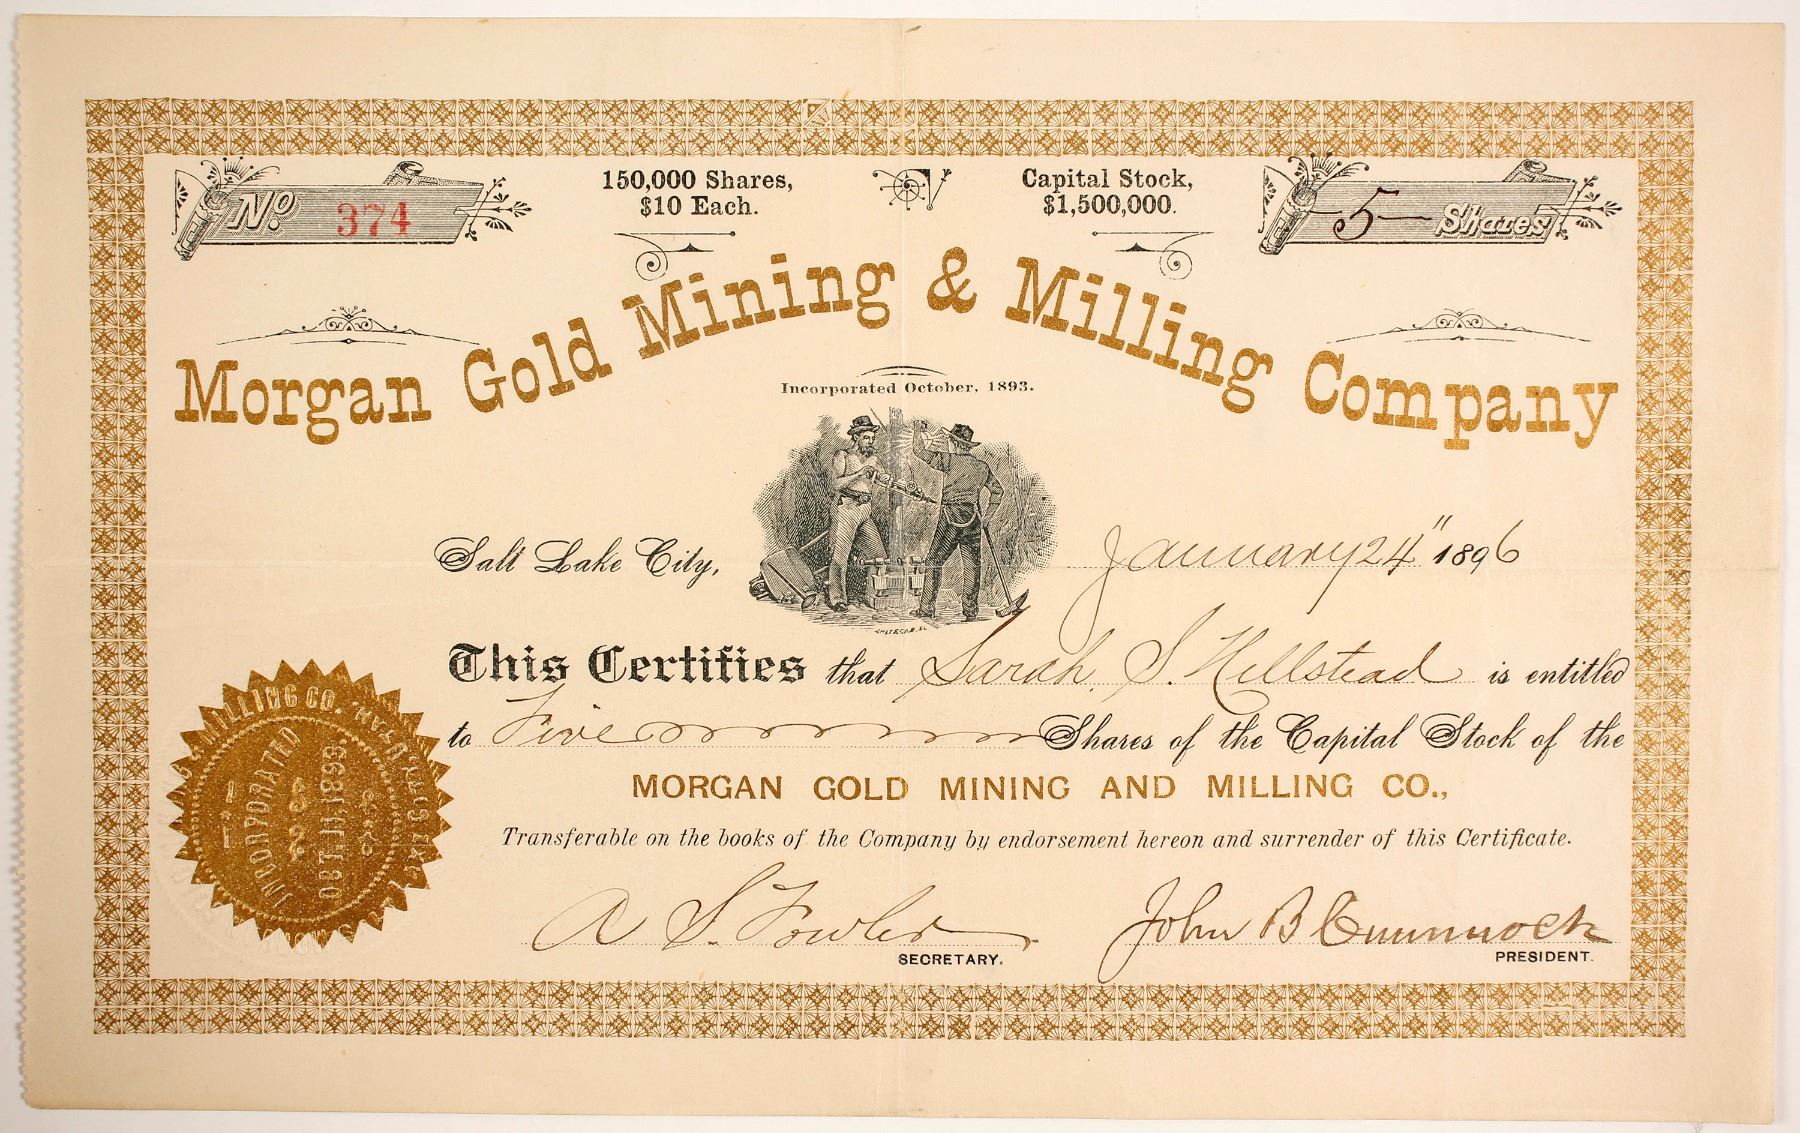 No. 374
150,000 Shares,
$10 Each.
Capital Stock,
$1,500,000.
5 Shares
Morgan Gold Mining & Milling Company
Incorporated October, 1893.
Salt Lake City, January 24" 1896
This Certifies that Sarah. S. Hillstead is entitled
to Five Shares of the Capital Stock of the
MORGAN GOLD MINING AND MILLING CO.,
Transferable on the books of the Company by endorsement hereon and surrender of this Certificate.
A S. Fowler
SECRETARY.
John B Cummock
PRESIDENT.
MILLING CO.
INCORPORATED
OCT. 11, 1893